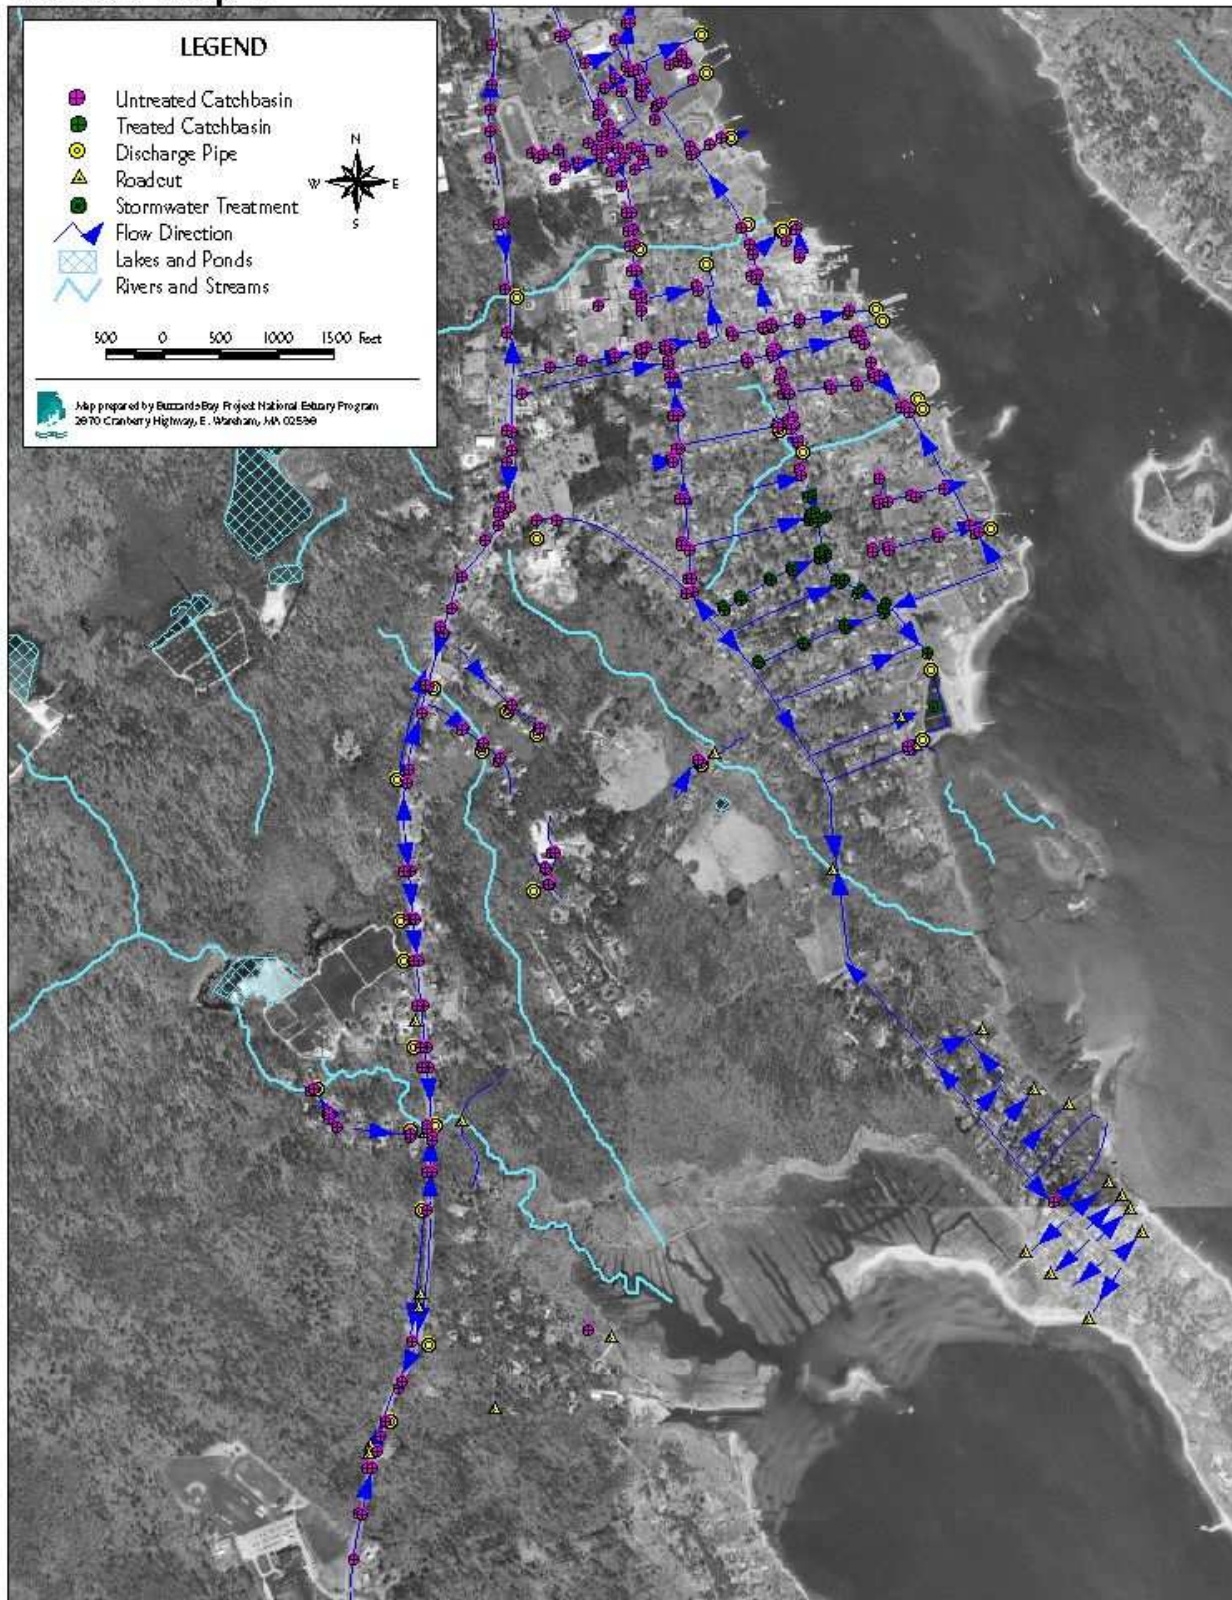 LEGEND
Untreated Catchbasin
Treated Catchbasin
Discharge Pipe
Roadcut
Stormwater Treatment
Flow Direction
Lakes and Ponds
Rivers and Streams
N
W E
S
500 0 500 1000 1500 Feet
Map prepared by Buzzards Bay Project National Estuary Program
2870 Cranberry Highway, E. Wareham, MA 02538